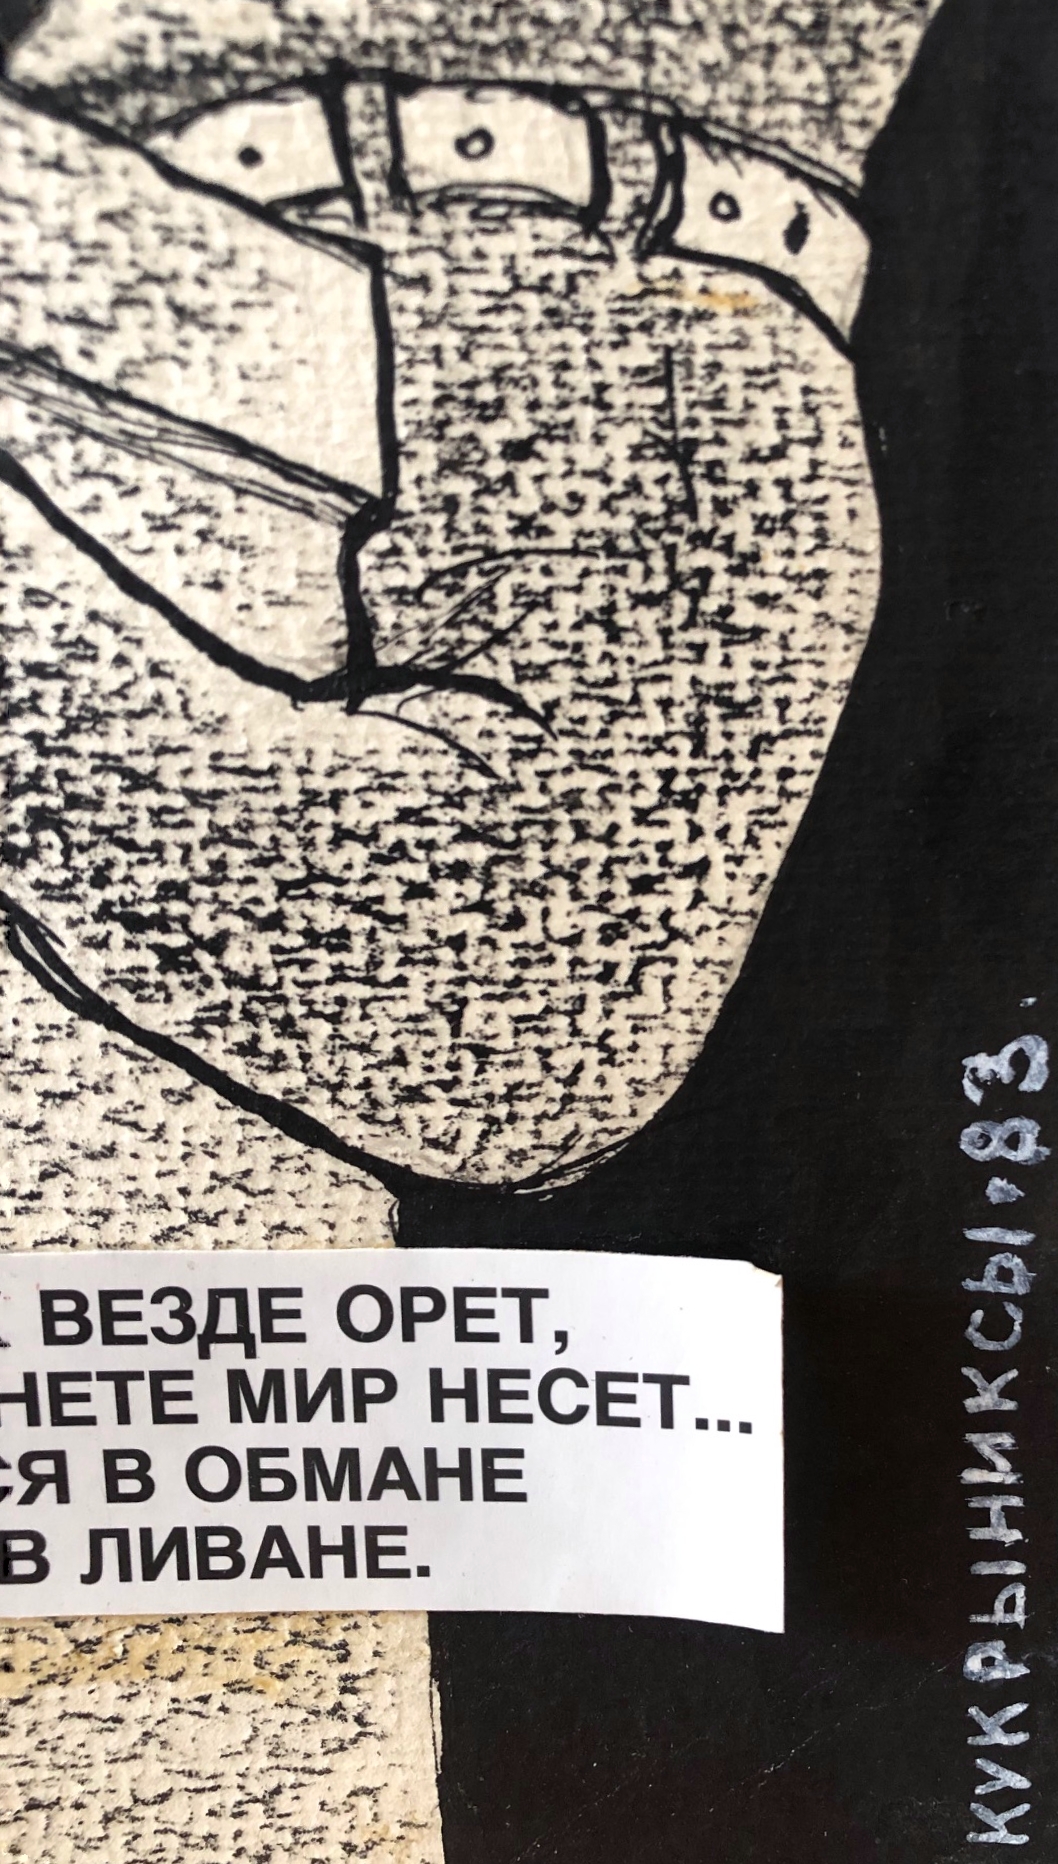 ВЕЗДЕ ОРЕТ,
НЕТЕ МИР НЕСЕТ...
СЯ В ОБМАНЕ
В ЛИВАНЕ.
КУКРЫНИКСЫ.83.